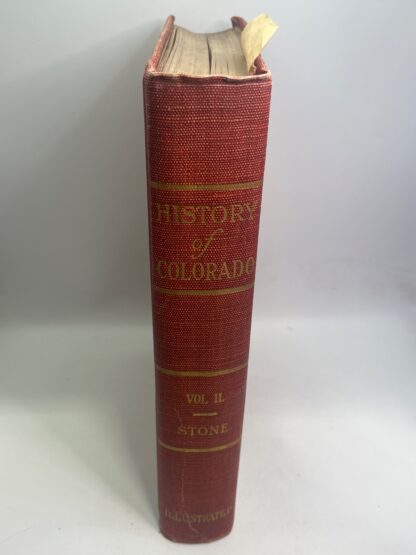 HISTORY
of
COLORADO
VOL II.
STONE
ILLUSTRATED